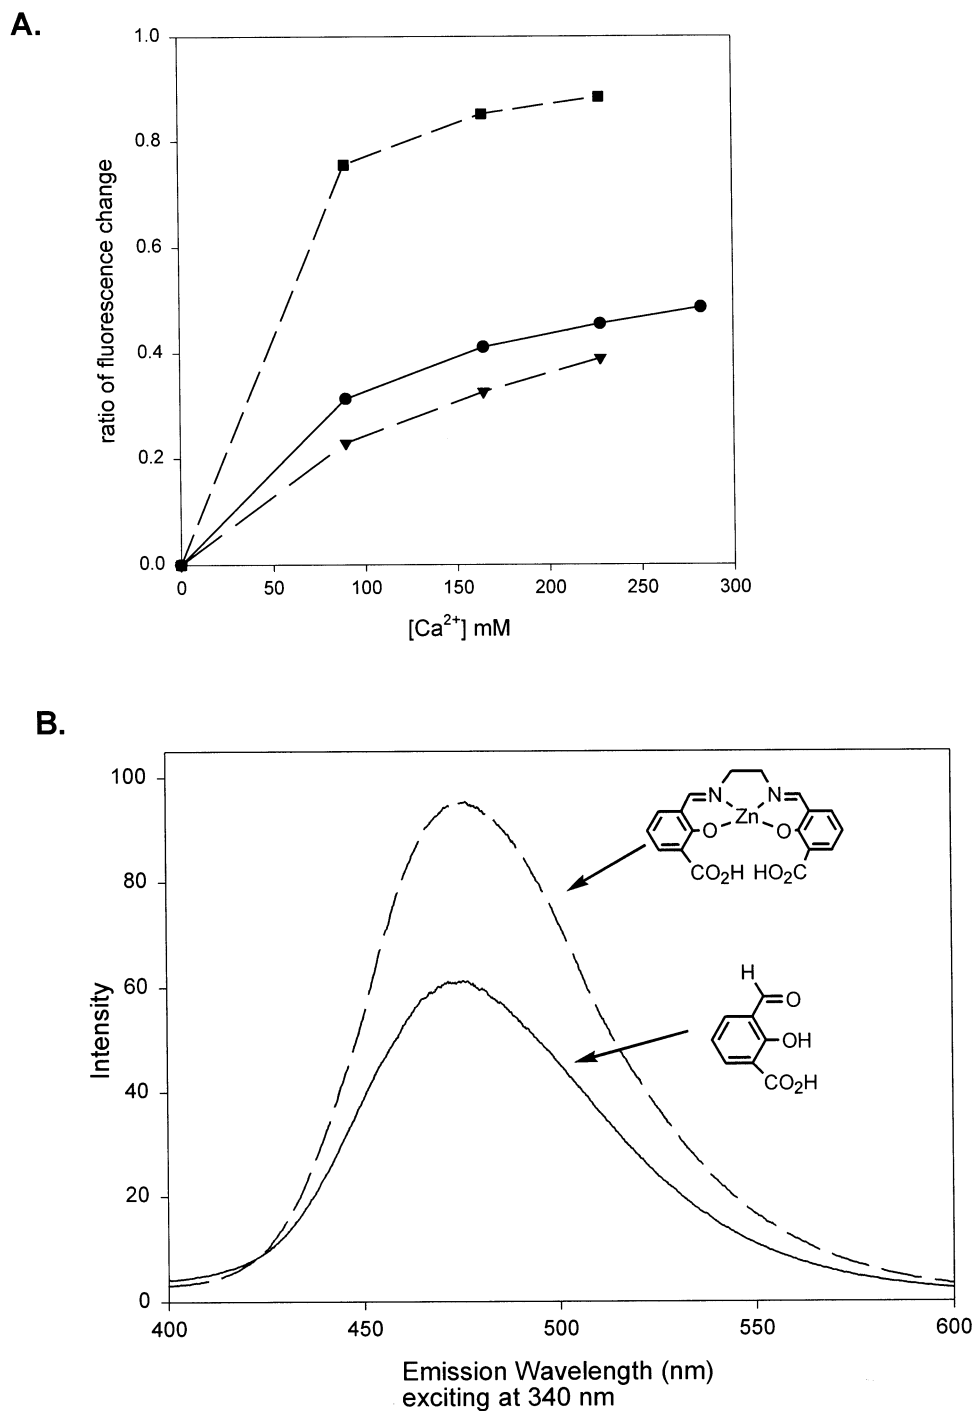 A.
1.0
0.8
0.6
0.4
0.2
0.0
ratio of fluorescence change
0 50 100 150 200 250 300
[Ca²⁺] mM
B.
100
80
60
40
20
0
Intensity
N N
Zn
O O
CO₂H HO₂C
H
O
OH
CO₂H
400 450 500 550 600
Emission Wavelength (nm)
exciting at 340 nm